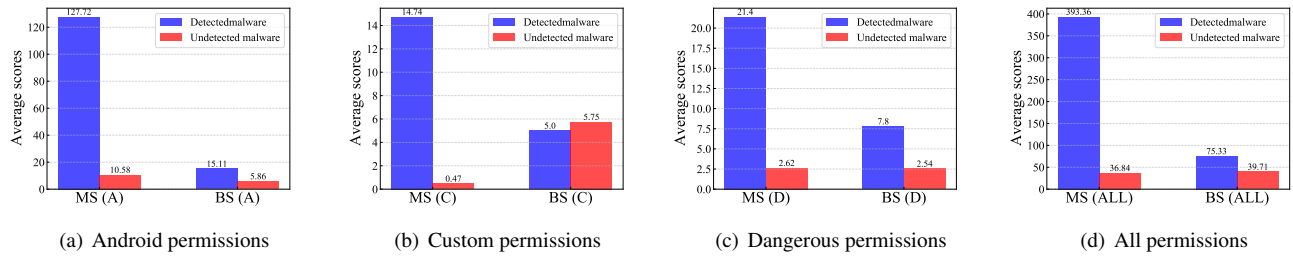 Average scores
120
100
80
60
40
20
0
127.72
10.58
15.11
5.86
Detectedmalware
Undetected malware
MS (A)
BS (A)
(a) Android permissions
Average scores
14
12
10
8
6
4
2
0
14.74
0.47
5.0
5.75
Detectedmalware
Undetected malware
MS (C)
BS (C)
(b) Custom permissions
Average scores
20.0
17.5
15.0
12.5
10.0
7.5
5.0
2.5
0.0
21.4
2.62
7.8
2.54
Detectedmalware
Undetected malware
MS (D)
BS (D)
(c) Dangerous permissions
Average scores
400
350
300
250
200
150
100
50
0
393.36
36.84
75.33
39.71
Detectedmalware
Undetected malware
MS (ALL)
BS (ALL)
(d) All permissions